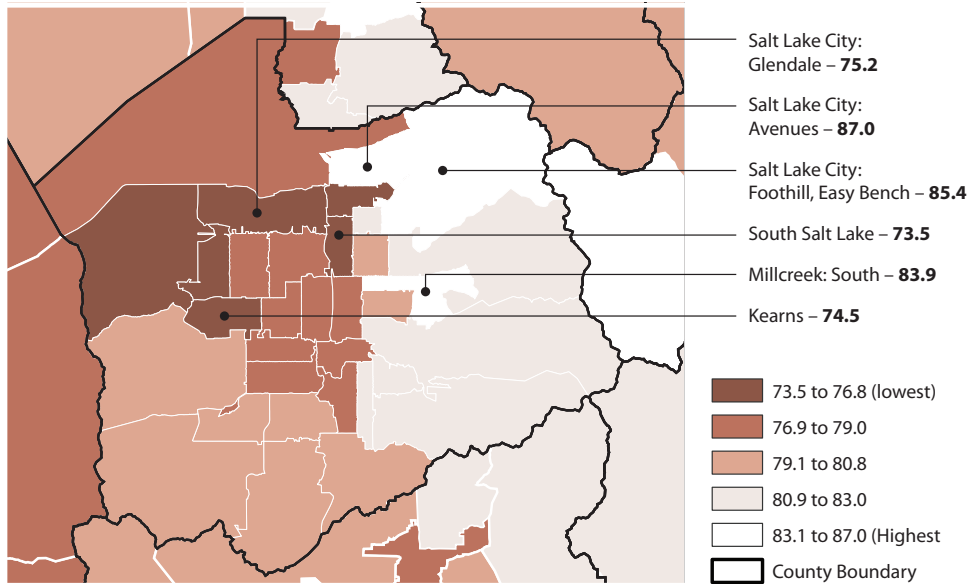 Salt Lake City:
Glendale – 75.2
Salt Lake City:
Avenues – 87.0
Salt Lake City:
Foothill, Easy Bench – 85.4
South Salt Lake – 73.5
Millcreek: South – 83.9
Kearns – 74.5
73.5 to 76.8 (lowest)
76.9 to 79.0
79.1 to 80.8
80.9 to 83.0
83.1 to 87.0 (Highest
County Boundary